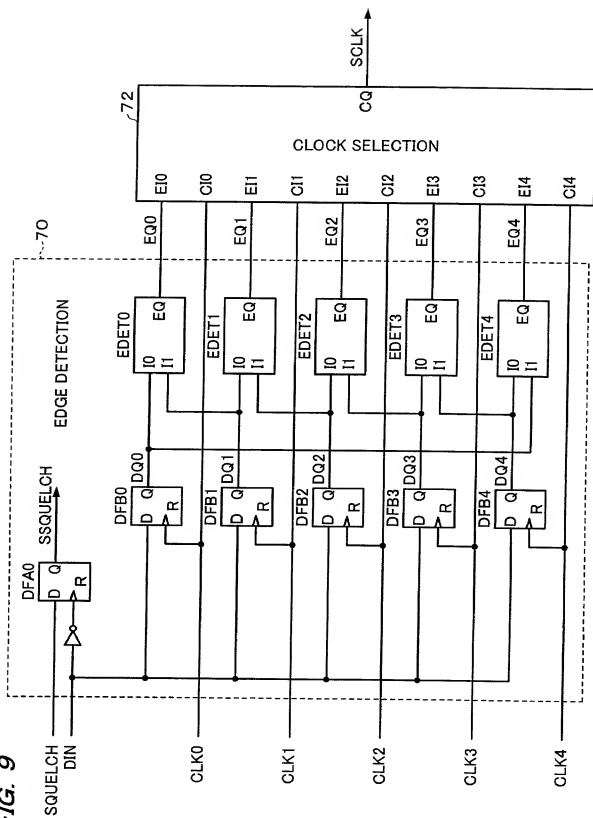 FIG. 9
SQUELCH
DIN
DFA0
D Q
R
SSQUELCH
EDGE DETECTION
70
72
CLOCK SELECTION
CQ
SCLK
DFB0
D Q
R
DQ0
EDET0
I0
I1
EQ
EQ0
EI0
CLK0
CI0
DFB1
D Q
R
DQ1
EDET1
I0
I1
EQ
EQ1
EI1
CLK1
CI1
DFB2
D Q
R
DQ2
EDET2
I0
I1
EQ
EQ2
EI2
CLK2
CI2
DFB3
D Q
R
DQ3
EDET3
I0
I1
EQ
EQ3
EI3
CLK3
CI3
DFB4
D Q
R
DQ4
EDET4
I0
I1
EQ
EQ4
EI4
CLK4
CI4